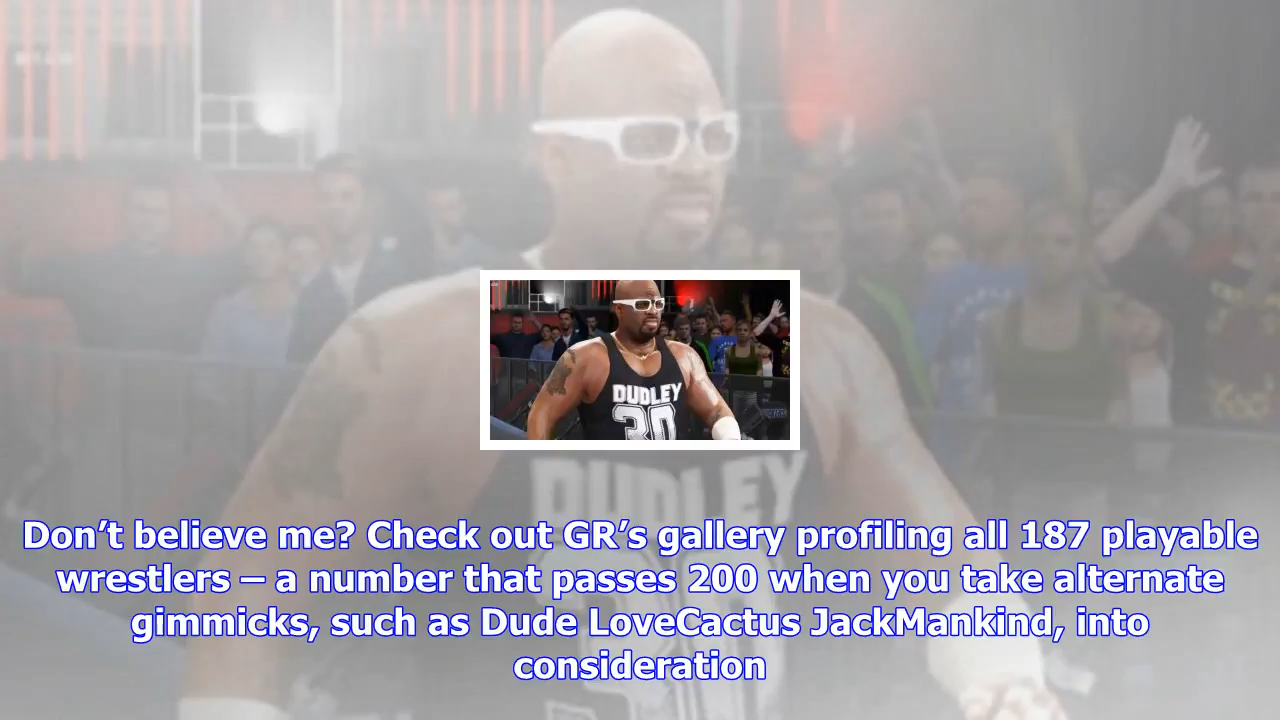 DUDLEY
30
DUDLEY
Don’t believe me? Check out GR’s gallery profiling all 187 playable
wrestlers – a number that passes 200 when you take alternate
gimmicks, such as Dude LoveCactus JackMankind, into
consideration